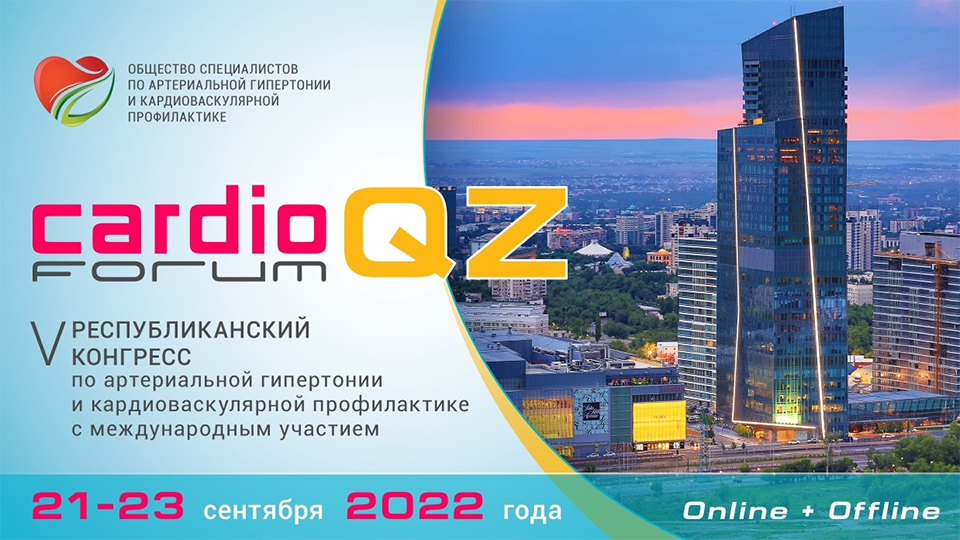 ОБЩЕСТВО СПЕЦИАЛИСТОВ
ПО АРТЕРИАЛЬНОЙ ГИПЕРТОНИИ
И КАРДИОВАСКУЛЯРНОЙ
ПРОФИЛАКТИКЕ
cardio QZ
Forum
V РЕСПУБЛИКАНСКИЙ
КОНГРЕСС
по артериальной гипертонии
и кардиоваскулярной профилактике
с международным участием
21-23 сентября 2022 года
Online + Offline